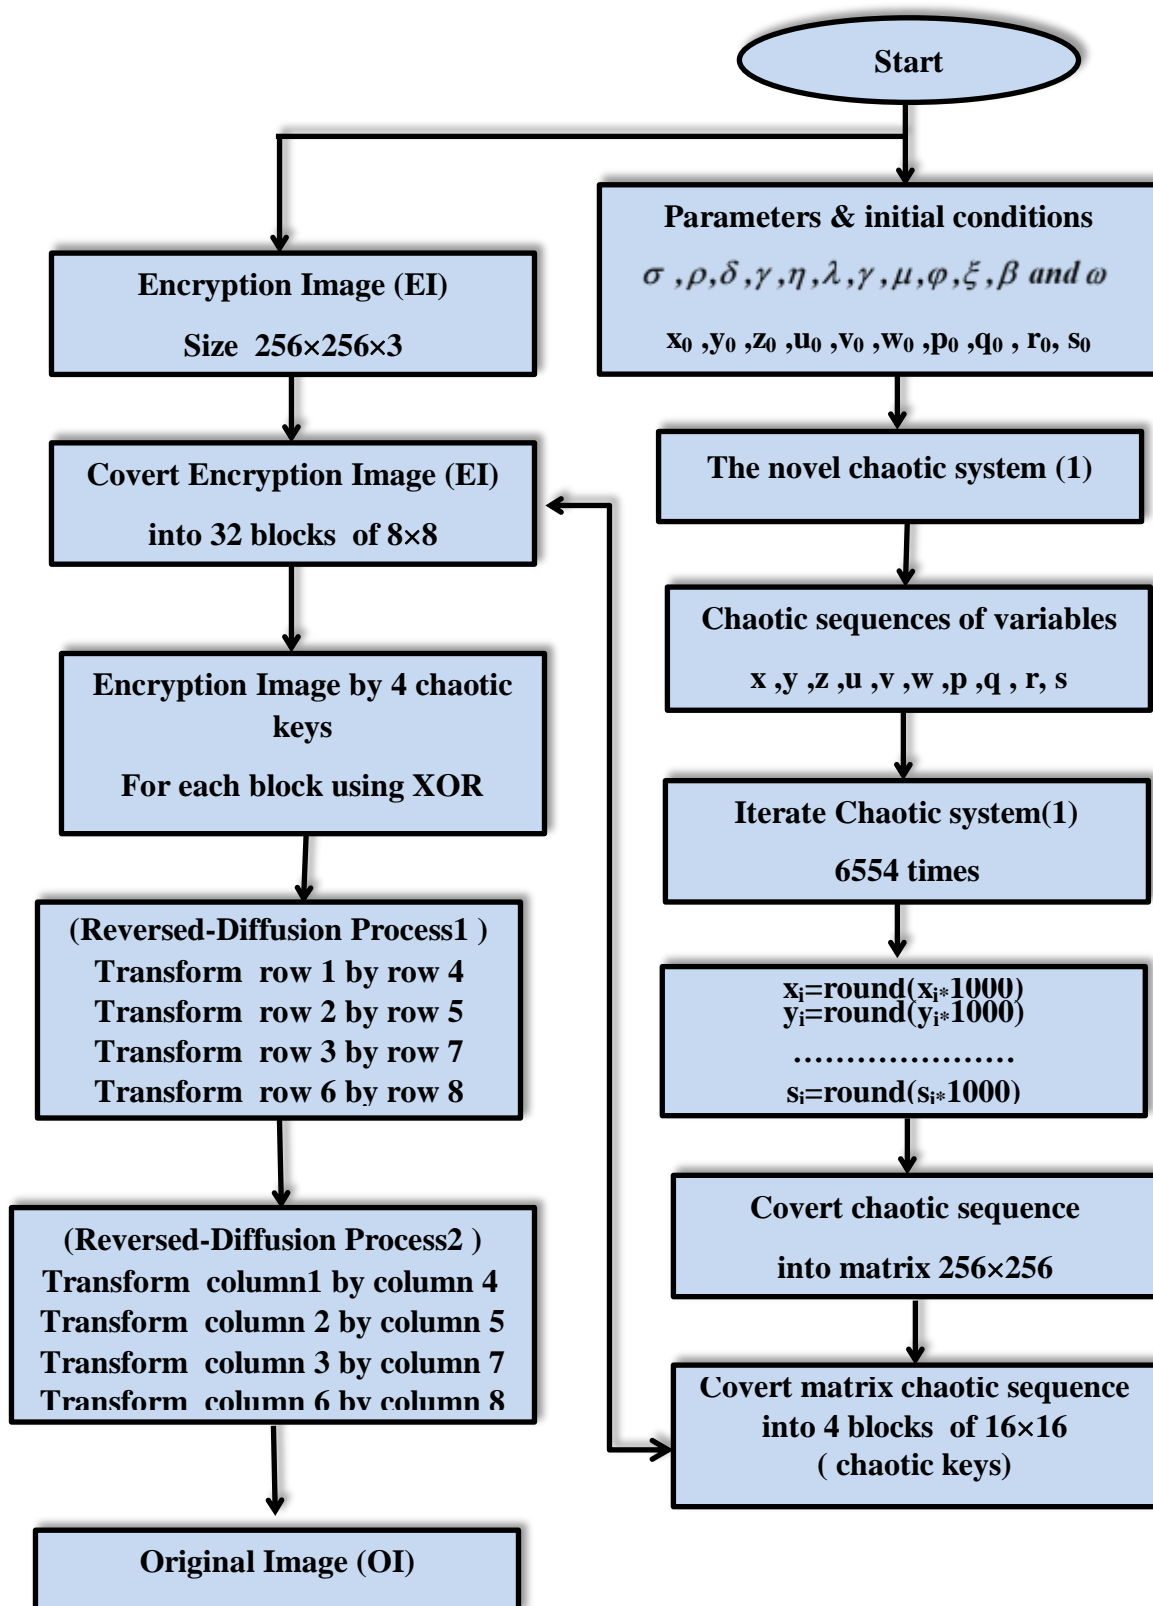 Start
Encryption Image (EI)
Size 256×256×3
Covert Encryption Image (EI)
into 32 blocks of 8×8
Encryption Image by 4 chaotic
keys
For each block using XOR
(Reversed-Diffusion Process1 )
Transform row 1 by row 4
Transform row 2 by row 5
Transform row 3 by row 7
Transform row 6 by row 8
(Reversed-Diffusion Process2 )
Transform column1 by column 4
Transform column 2 by column 5
Transform column 3 by column 7
Transform column 6 by column 8
Original Image (OI)
Parameters & initial conditions
σ ,ρ,δ,γ,η,λ,γ,μ,φ,ξ,β and ω
x₀ ,y₀ ,z₀ ,u₀ ,v₀ ,w₀ ,p₀ ,q₀ , r₀, s₀
The novel chaotic system (1)
Chaotic sequences of variables
x ,y ,z ,u ,v ,w ,p ,q , r, s
Iterate Chaotic system(1)
6554 times
xᵢ=round(xᵢ*1000)
yᵢ=round(yᵢ*1000)
.....................
sᵢ=round(sᵢ*1000)
Covert chaotic sequence
into matrix 256×256
Covert matrix chaotic sequence
into 4 blocks of 16×16
( chaotic keys)